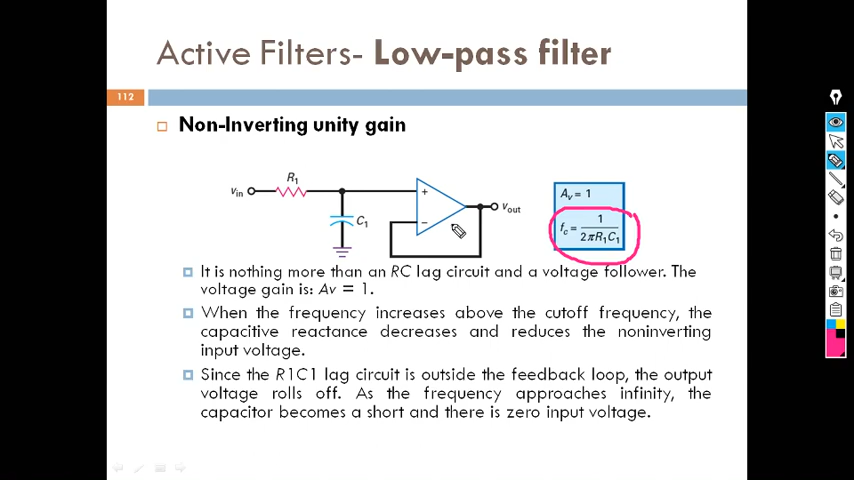 Active Filters- Low-pass filter
112
Non-Inverting unity gain
R1
vin
C1
+
−
vout
Av = 1
fc = 1 / 2πR1C1
It is nothing more than an RC lag circuit and a voltage follower. The
voltage gain is: Av = 1.
When the frequency increases above the cutoff frequency, the
capacitive reactance decreases and reduces the noninverting
input voltage.
Since the R1C1 lag circuit is outside the feedback loop, the output
voltage rolls off. As the frequency approaches infinity, the
capacitor becomes a short and there is zero input voltage.